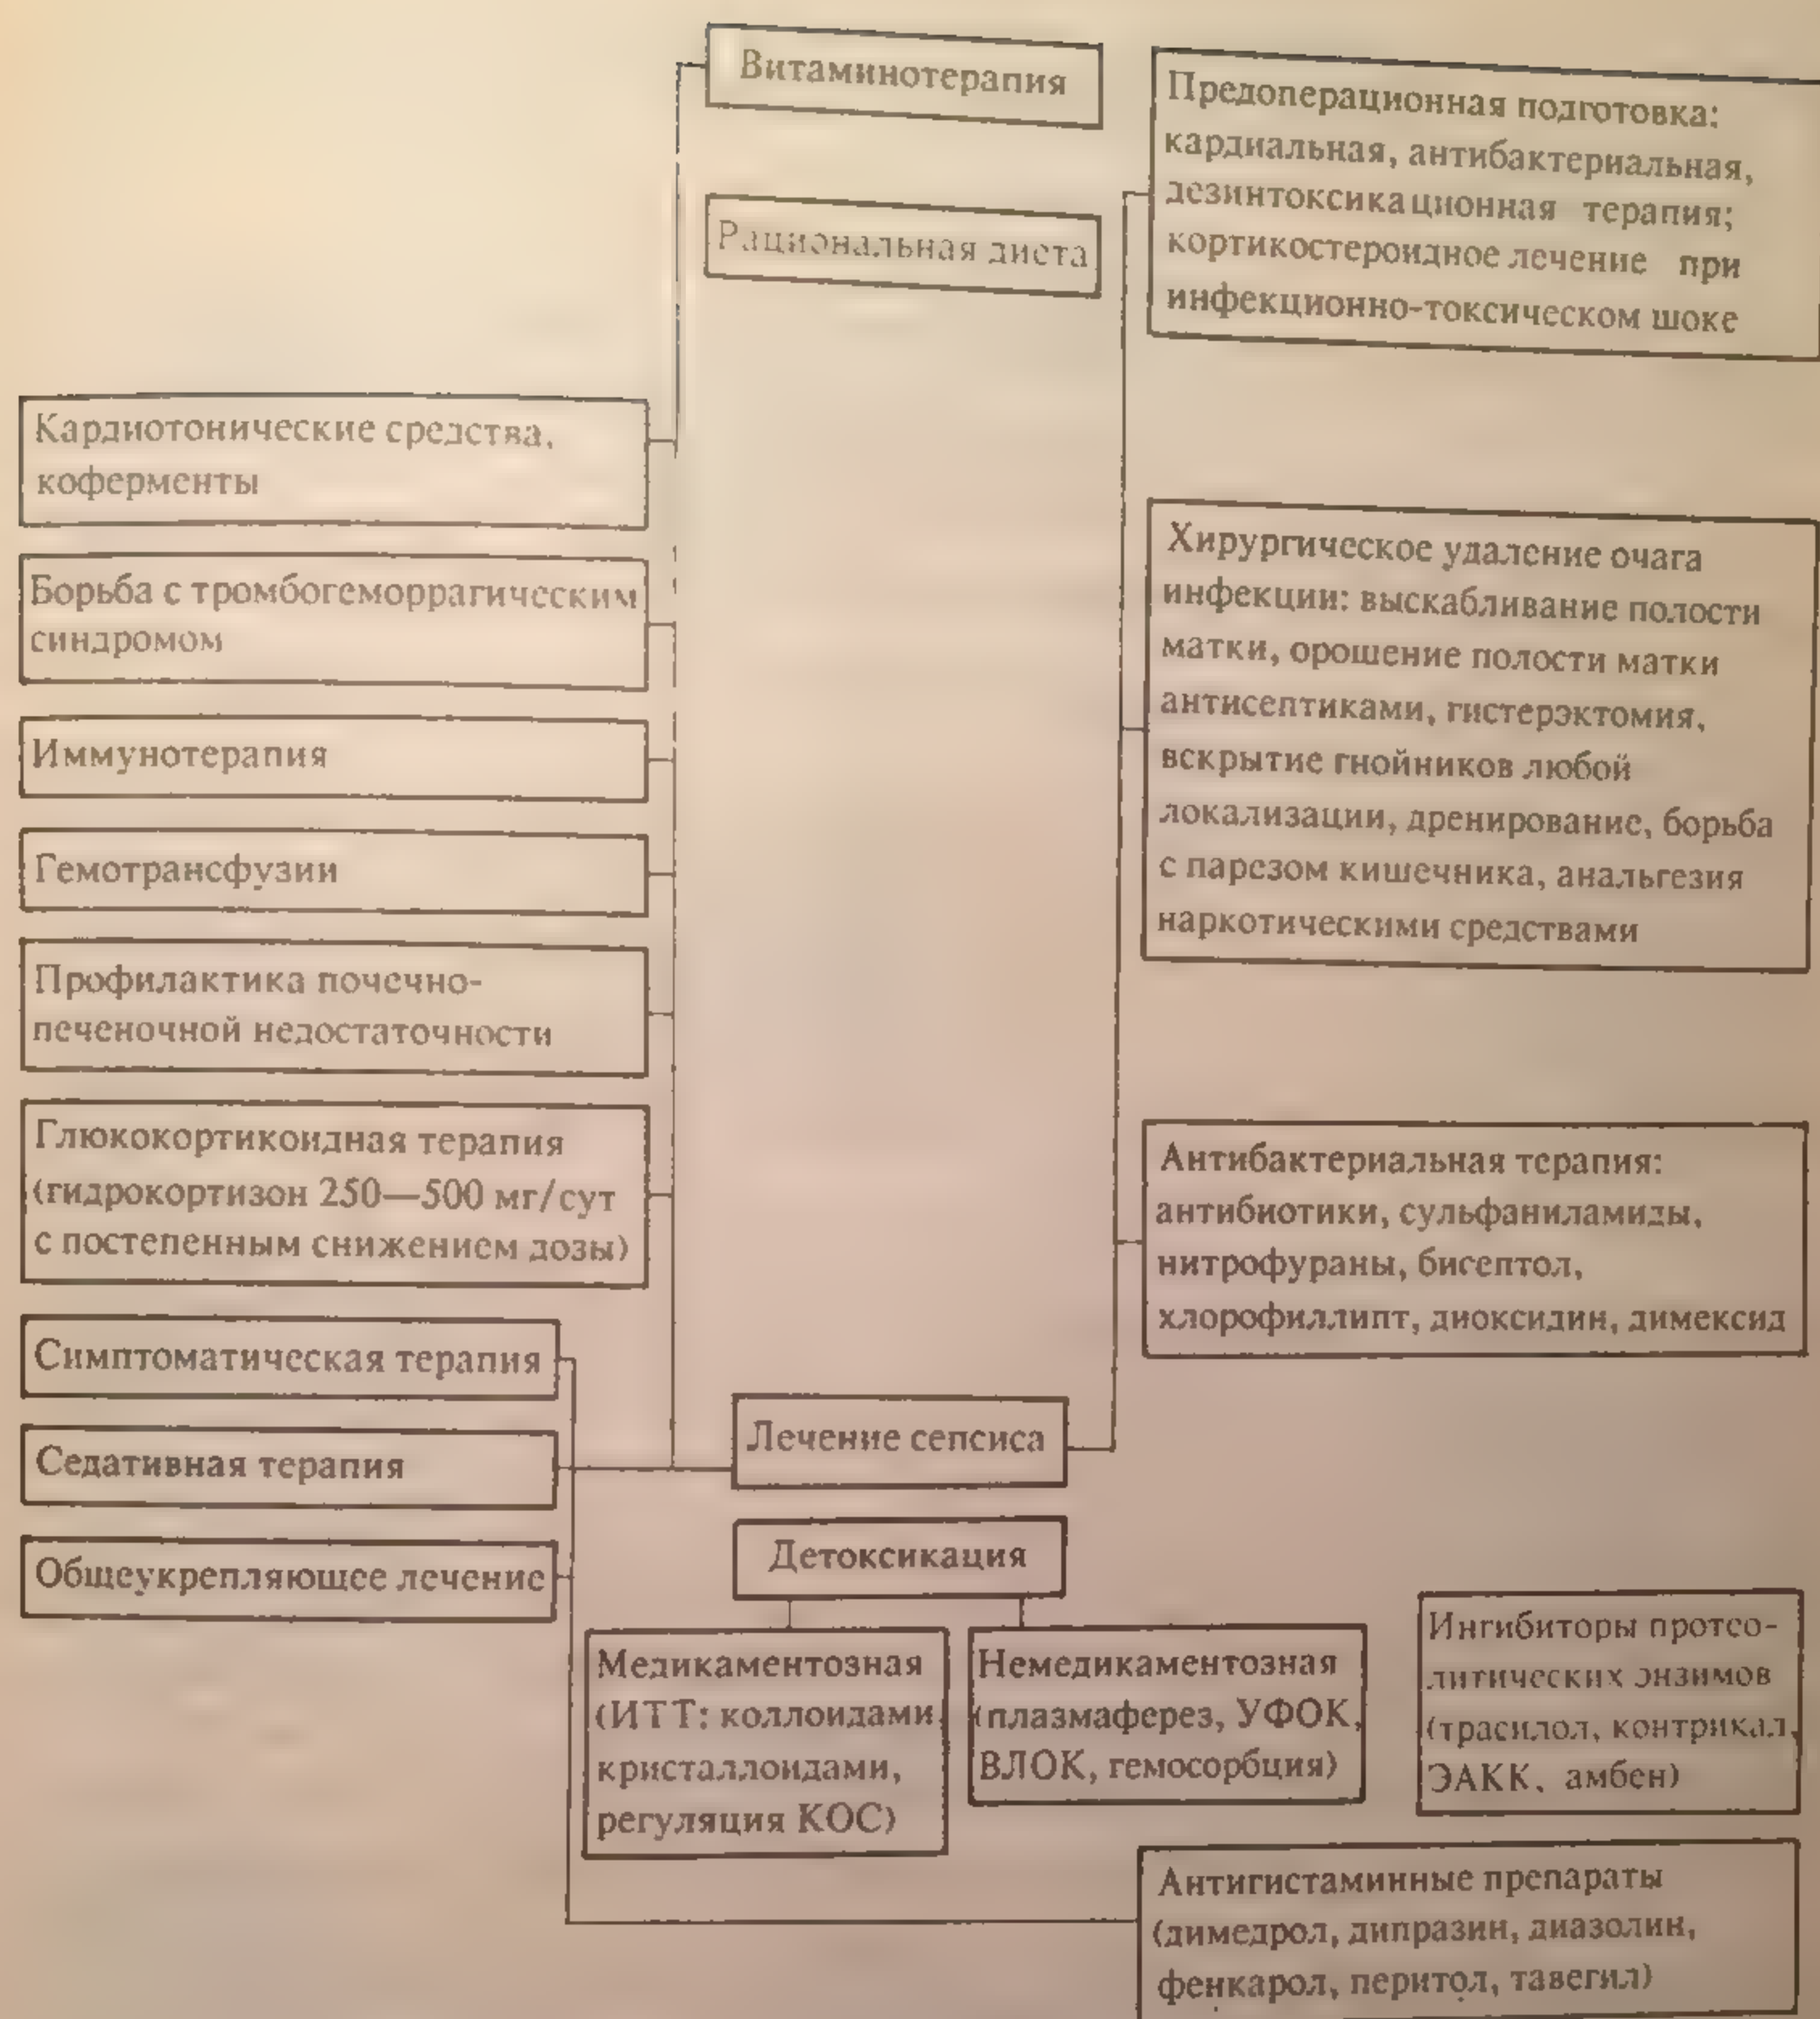 Витаминотерапия
Рациональная диета
Предоперационная подготовка:
кардиальная, антибактериальная,
дезинтоксикационная терапия;
кортикостероидное лечение при
инфекционно-токсическом шоке
Кардиотонические средства,
коферменты
Борьба с тромбогеморрагическим
синдромом
Иммунотерапия
Гемотрансфузии
Профилактика почечно-
печеночной недостаточности
Глюкокортикоидная терапия
(гидрокортизон 250—500 мг/сут
с постепенным снижением дозы)
Симптоматическая терапия
Седативная терапия
Общеукрепляющее лечение
Хирургическое удаление очага
инфекции: выскабливание полости
матки, орошение полости матки
антисептиками, гистерэктомия,
вскрытие гнойников любой
локализации, дренирование, борьба
с парезом кишечника, анальгезия
наркотическими средствами
Антибактериальная терапия:
антибиотики, сульфаниламиды,
нитрофураны, бисептол,
хлорофиллипт, диоксидин, димексид
Лечение сепсиса
Детоксикация
Медикаментозная
(ИТТ: коллоидами,
кристаллоидами,
регуляция КОС)
Немедикаментозная
(плазмаферез, УФОК,
ВЛОК, гемосорбция)
Ингибиторы протео-
литических энзимов
(трасилол, контрикал,
ЭАКК, амбен)
Антигистаминные препараты
(димедрол, дипразин, диазолин,
фенкарол, перитол, тавегил)